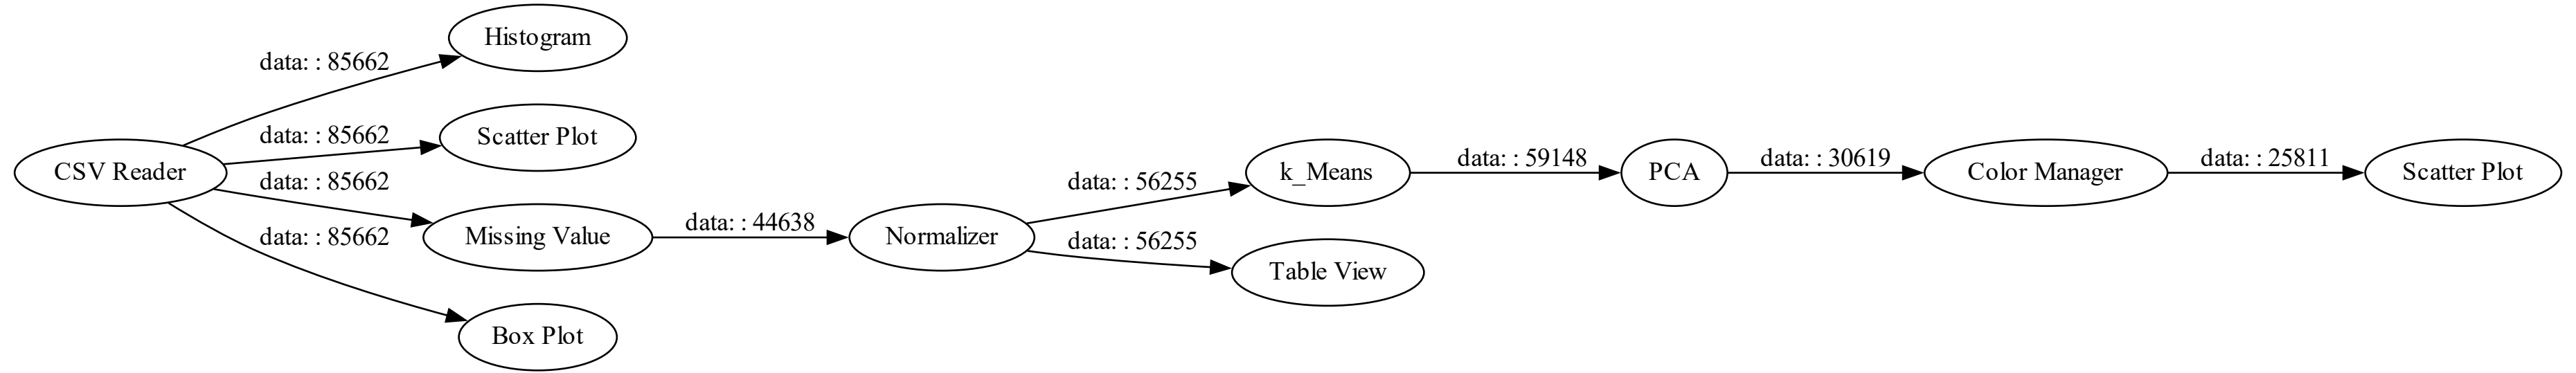 CSV Reader
data: : 85662
Histogram
data: : 85662
Scatter Plot
data: : 85662
Missing Value
data: : 85662
Box Plot
data: : 44638
Normalizer
data: : 56255
k_Means
data: : 56255
Table View
data: : 59148
PCA
data: : 30619
Color Manager
data: : 25811
Scatter Plot